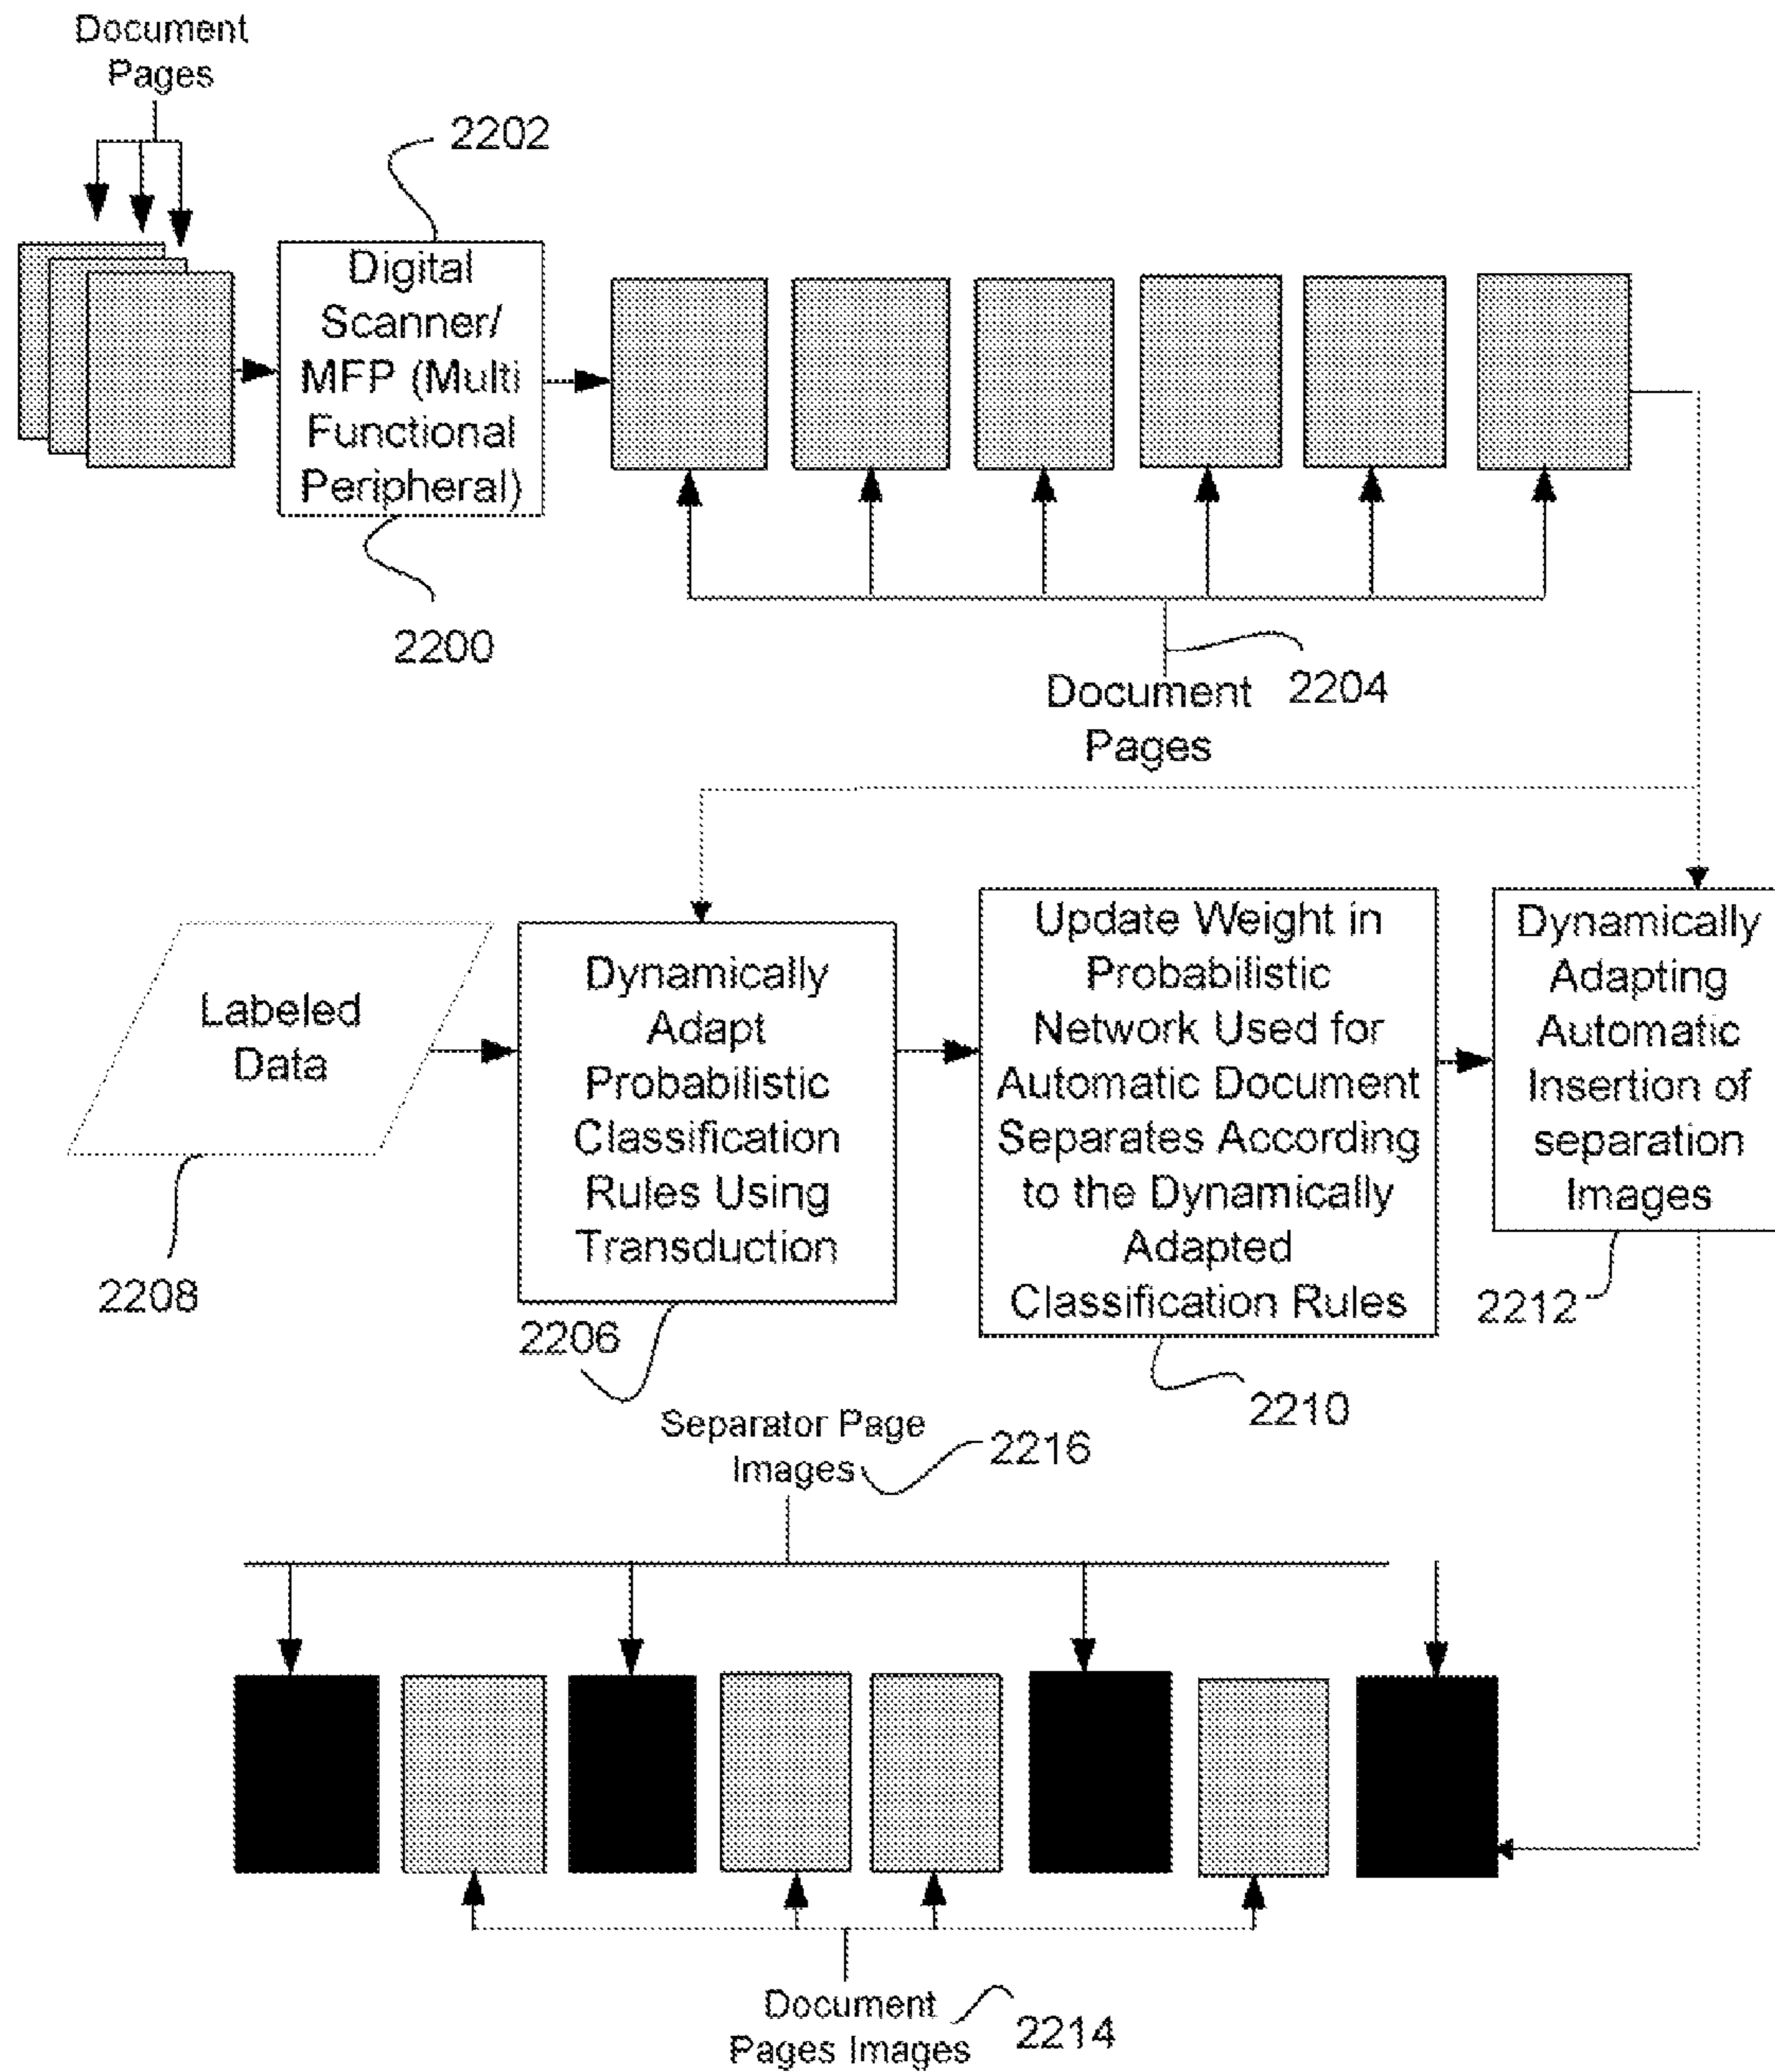 Document
Pages
2202
Digital
Scanner/
MFP (Multi
Functional
Peripheral)
2200
2204
Document
Pages
Labeled
Data
2208
Dynamically
Adapt
Probabilistic
Classification
Rules Using
Transduction
2206
Update Weight in
Probabilistic
Network Used for
Automatic Document
Separates According
to the Dynamically
Adapted
Classification Rules
2210
Dynamically
Adapting
Automatic
Insertion of
separation
Images
2212
Separator Page
Images
2216
Document
Pages Images
2214